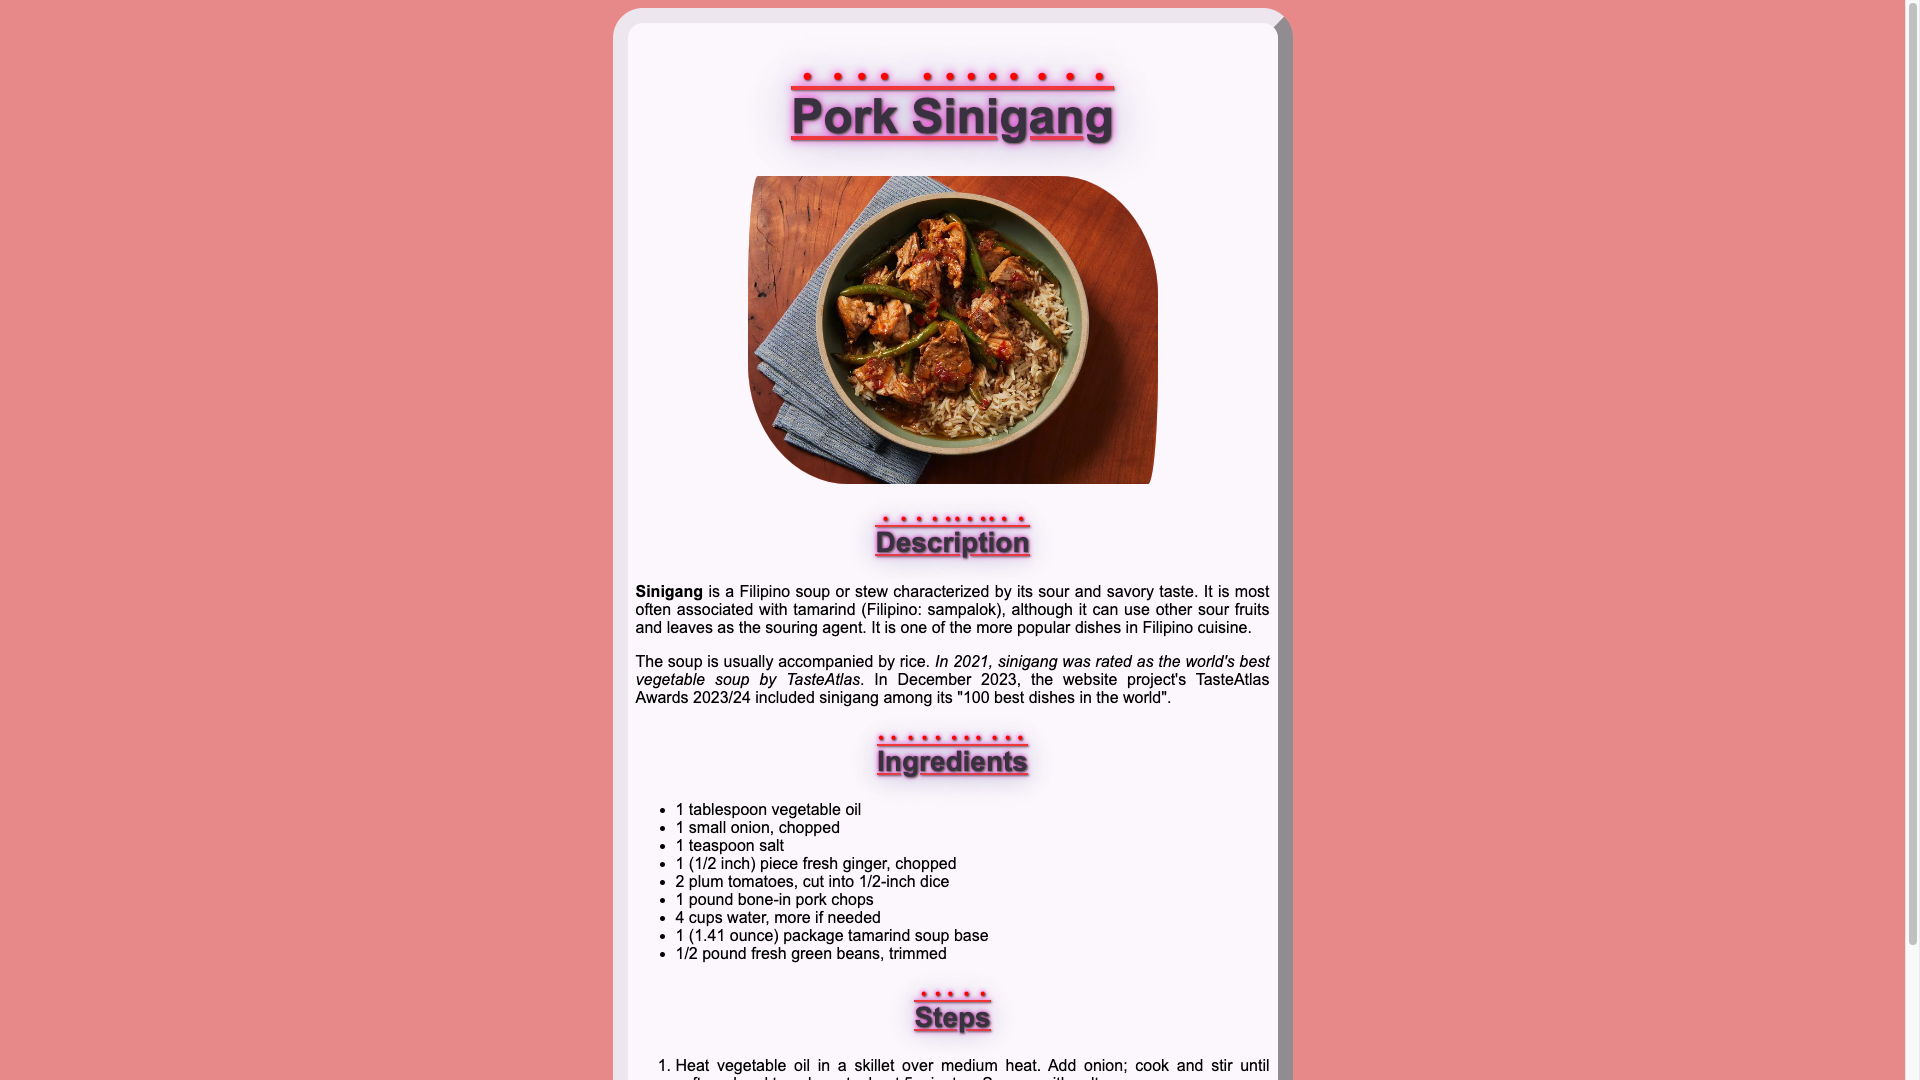 Pork Sinigang
Description
Sinigang is a Filipino soup or stew characterized by its sour and savory taste. It is most
often associated with tamarind (Filipino: sampalok), although it can use other sour fruits
and leaves as the souring agent. It is one of the more popular dishes in Filipino cuisine.
The soup is usually accompanied by rice. In 2021, sinigang was rated as the world's best
vegetable soup by TasteAtlas. In December 2023, the website project's TasteAtlas
Awards 2023/24 included sinigang among its "100 best dishes in the world".
Ingredients
• 1 tablespoon vegetable oil
• 1 small onion, chopped
• 1 teaspoon salt
• 1 (1/2 inch) piece fresh ginger, chopped
• 2 plum tomatoes, cut into 1/2-inch dice
• 1 pound bone-in pork chops
• 4 cups water, more if needed
• 1 (1.41 ounce) package tamarind soup base
• 1/2 pound fresh green beans, trimmed
Steps
1. Heat vegetable oil in a skillet over medium heat. Add onion; cook and stir until